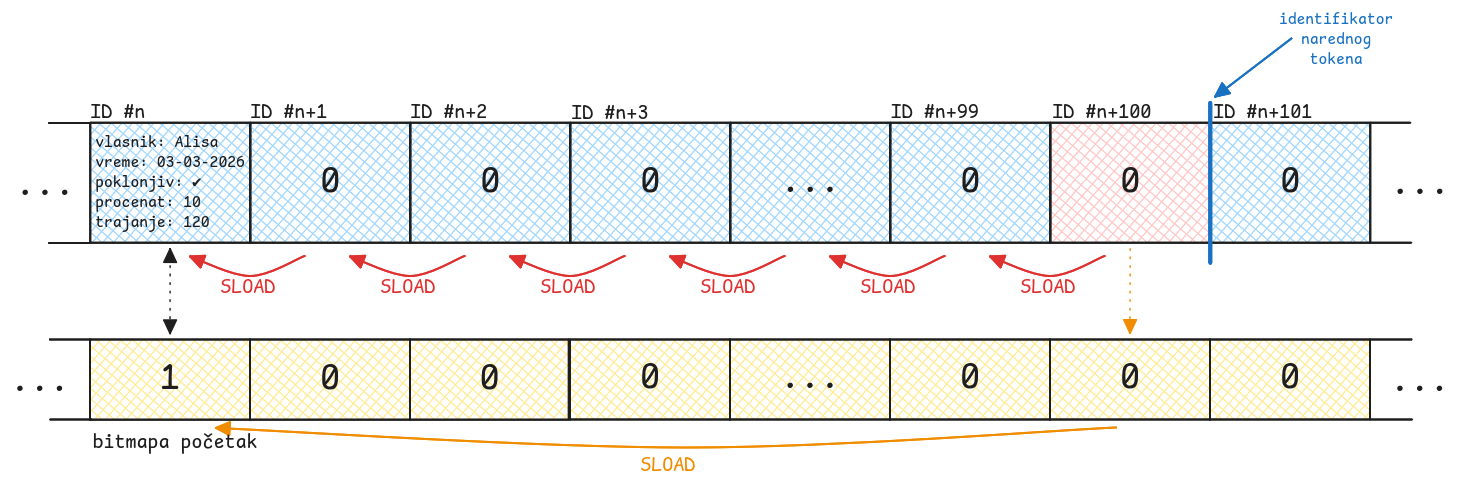 identifikator
narednog
tokena
ID #n ID #n+1 ID #n+2 ID #n+3 ID #n+99 ID #n+100 ID #n+101
vlasnik: Alisa
vreme: 03-03-2026
poklonjiv: ✔
procenat: 10
trajanje: 120
... 0 0 0 ... 0 0 0 ...
SLOAD SLOAD SLOAD SLOAD SLOAD SLOAD
... 1 0 0 0 ... 0 0 0 ...
bitmapa početak
SLOAD